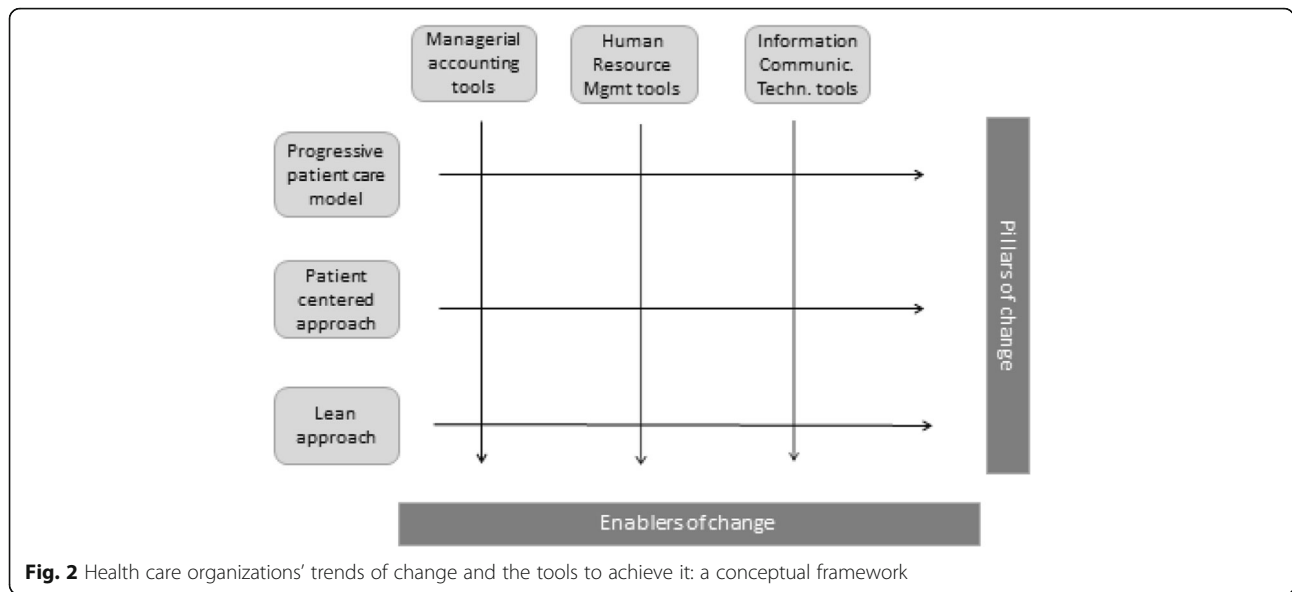 Managerial
accounting
tools
Human
Resource
Mgmt tools
Information
Communic.
Techn. tools
Progressive
patient care
model
Patient
centered
approach
Lean
approach
Pillars of change
Enablers of change
Fig. 2 Health care organizations’ trends of change and the tools to achieve it: a conceptual framework